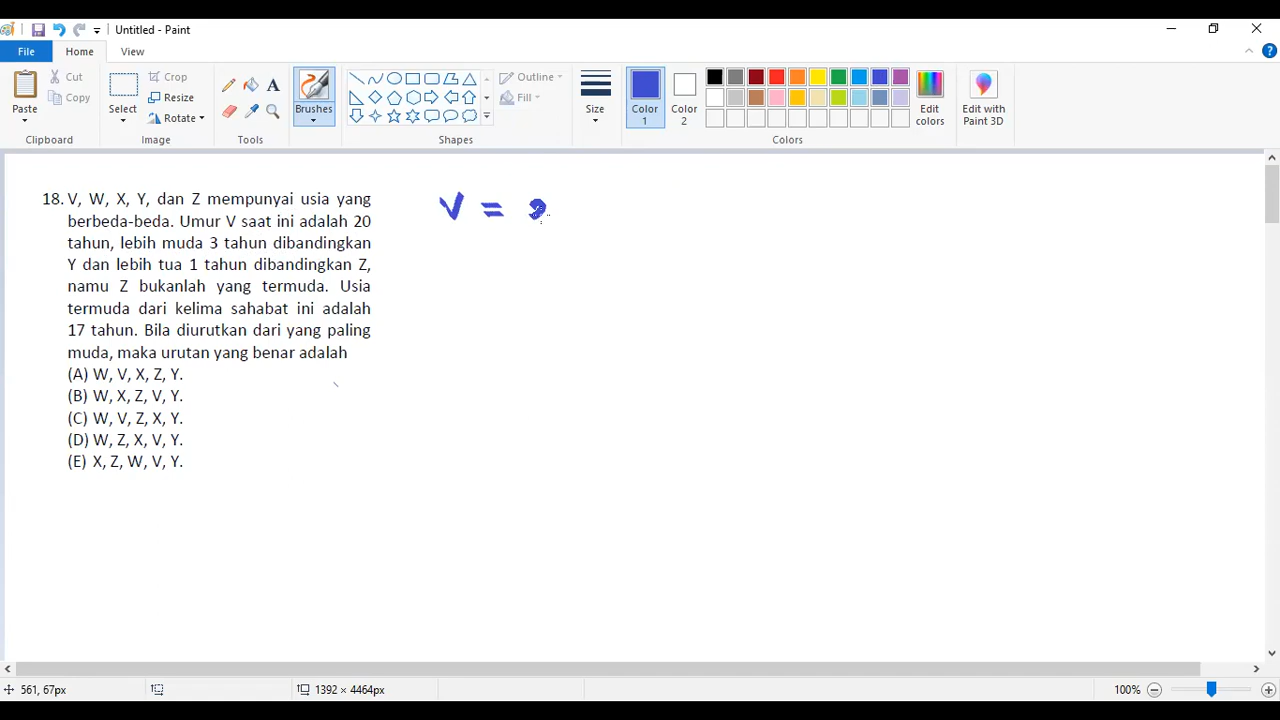 Untitled - Paint
File Home View
Paste
Cut
Copy
Clipboard
Select
Crop
Resize
Rotate
Image
Tools
Brushes
Shapes
Outline
Fill
Size
Color 1
Color 2
Edit colors
Colors
Edit with Paint 3D
18. V, W, X, Y, dan Z mempunyai usia yang
berbeda-beda. Umur V saat ini adalah 20
tahun, lebih muda 3 tahun dibandingkan
Y dan lebih tua 1 tahun dibandingkan Z,
namu Z bukanlah yang termuda. Usia
termuda dari kelima sahabat ini adalah
17 tahun. Bila diurutkan dari yang paling
muda, maka urutan yang benar adalah
(A) W, V, X, Z, Y.
(B) W, X, Z, V, Y.
(C) W, V, Z, X, Y.
(D) W, Z, X, V, Y.
(E) X, Z, W, V, Y.
V =
561, 67px
1392 × 4464px
100%